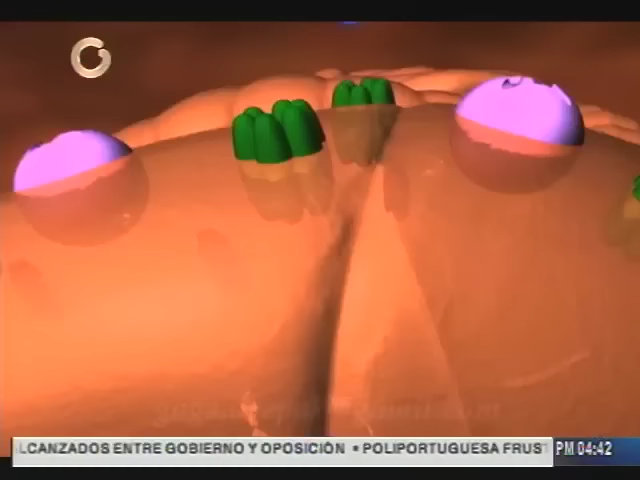 LCANZADOS ENTRE GOBIERNO Y OPOSICIÓN • POLIPORTUGUESA FRUST
PM 04:42